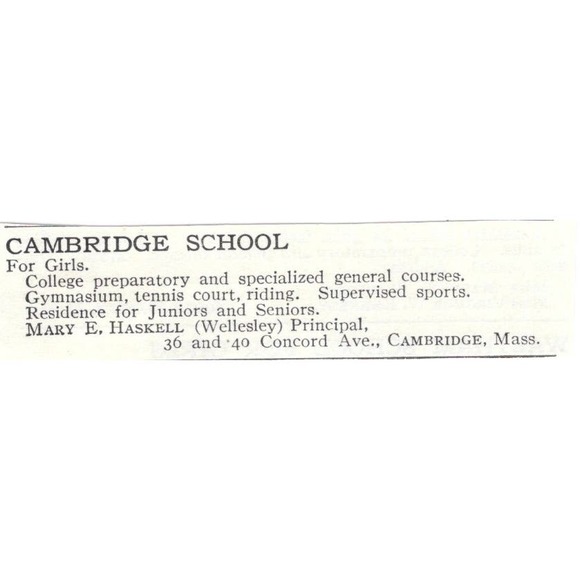 CAMBRIDGE SCHOOL
For Girls.
College preparatory and specialized general courses.
Gymnasium, tennis court, riding. Supervised sports.
Residence for Juniors and Seniors.
MARY E. HASKELL (Wellesley) Principal,
36 and 40 Concord Ave., CAMBRIDGE, Mass.